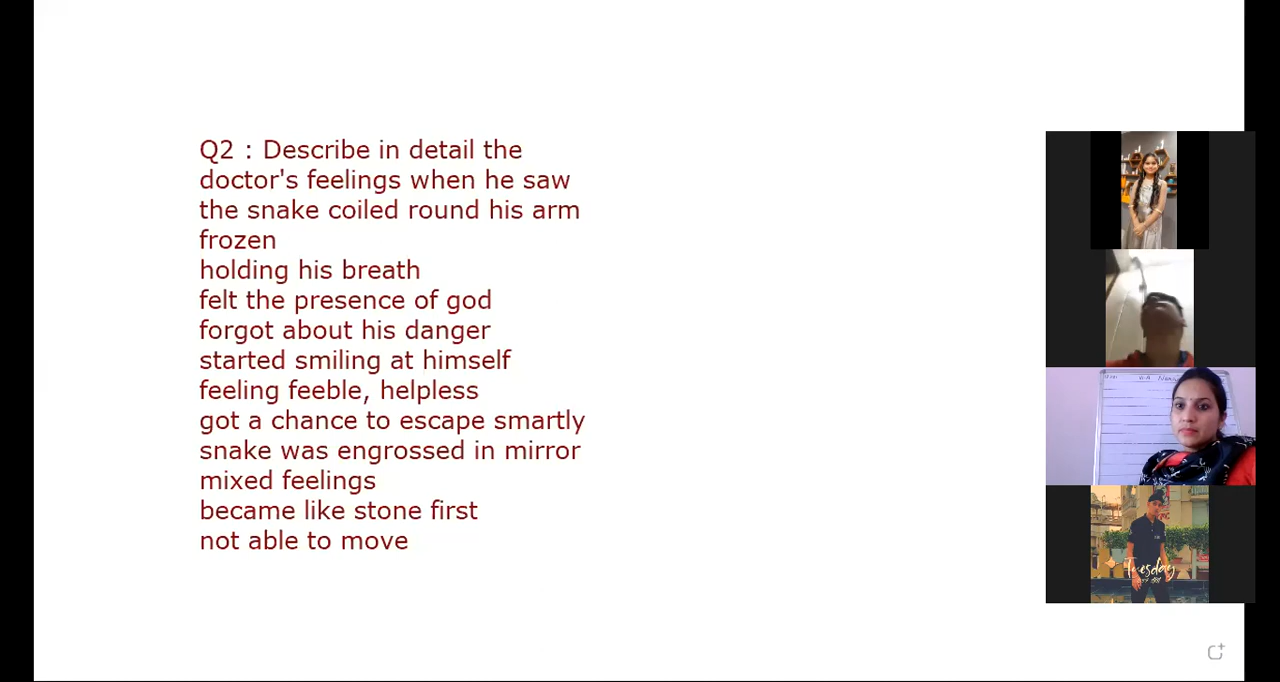 Q2 : Describe in detail the
doctor's feelings when he saw
the snake coiled round his arm
frozen
holding his breath
felt the presence of god
forgot about his danger
started smiling at himself
feeling feeble, helpless
got a chance to escape smartly
snake was engrossed in mirror
mixed feelings
became like stone first
not able to move
Tuesday